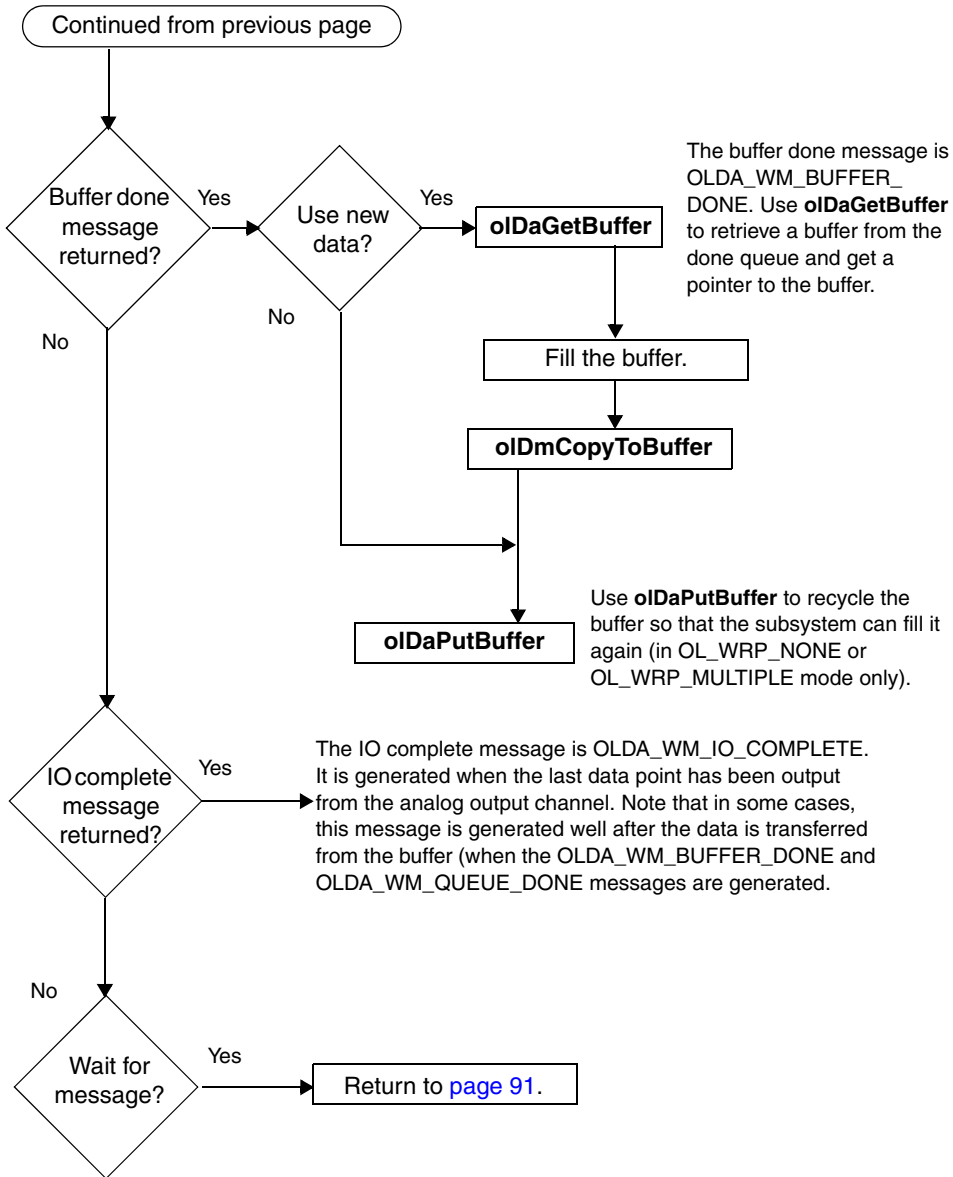 Continued from previous page
Buffer done
message
returned?
Yes
No
Use new
data?
Yes
No
olDaGetBuffer
The buffer done message is
OLDA_WM_BUFFER_
DONE. Use olDaGetBuffer
to retrieve a buffer from the
done queue and get a
pointer to the buffer.
Fill the buffer.
olDmCopyToBuffer
olDaPutBuffer
Use olDaPutBuffer to recycle the
buffer so that the subsystem can fill it
again (in OL_WRP_NONE or
OL_WRP_MULTIPLE mode only).
IO complete
message
returned?
Yes
No
The IO complete message is OLDA_WM_IO_COMPLETE.
It is generated when the last data point has been output
from the analog output channel. Note that in some cases,
this message is generated well after the data is transferred
from the buffer (when the OLDA_WM_BUFFER_DONE and
OLDA_WM_QUEUE_DONE messages are generated.
Wait for
message?
Yes
Return to page 91.